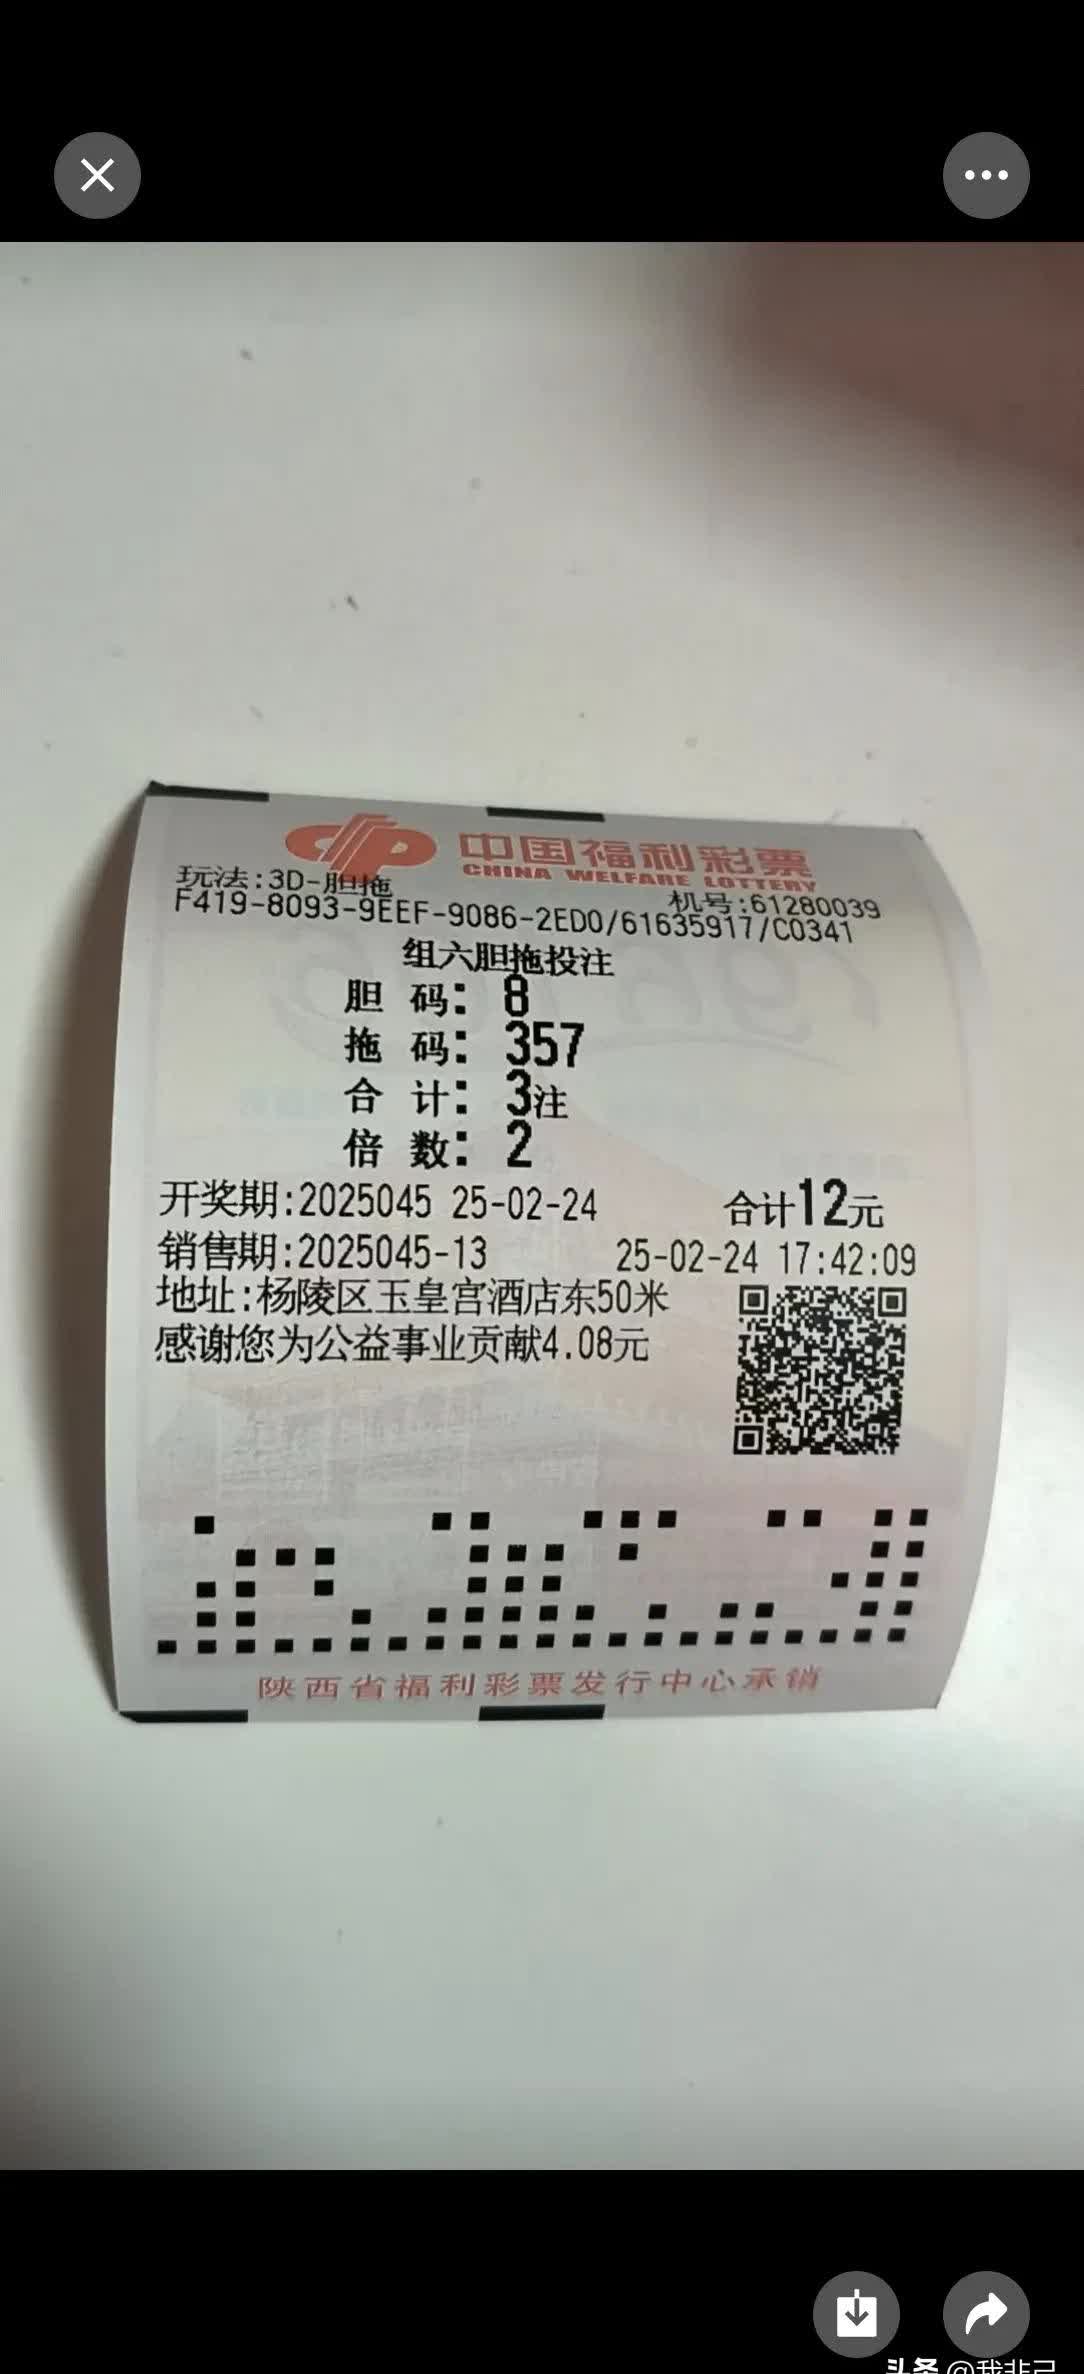 中国福利彩票
CHINA WELFARE LOTTERY
玩法:3D-胆拖
机号:61280039
F419-8093-9EEF-9086-2ED0/61635917/C0341
组六胆拖投注
胆 码: 8
拖 码: 357
合 计: 3注
倍 数: 2
开奖期:2025045 25-02-24 合计12元
销售期:2025045-13 25-02-24 17:42:09
地址:杨陵区玉皇宫酒店东50米
感谢您为公益事业贡献4.08元
陕西省福利彩票发行中心承销
头条 @我非己